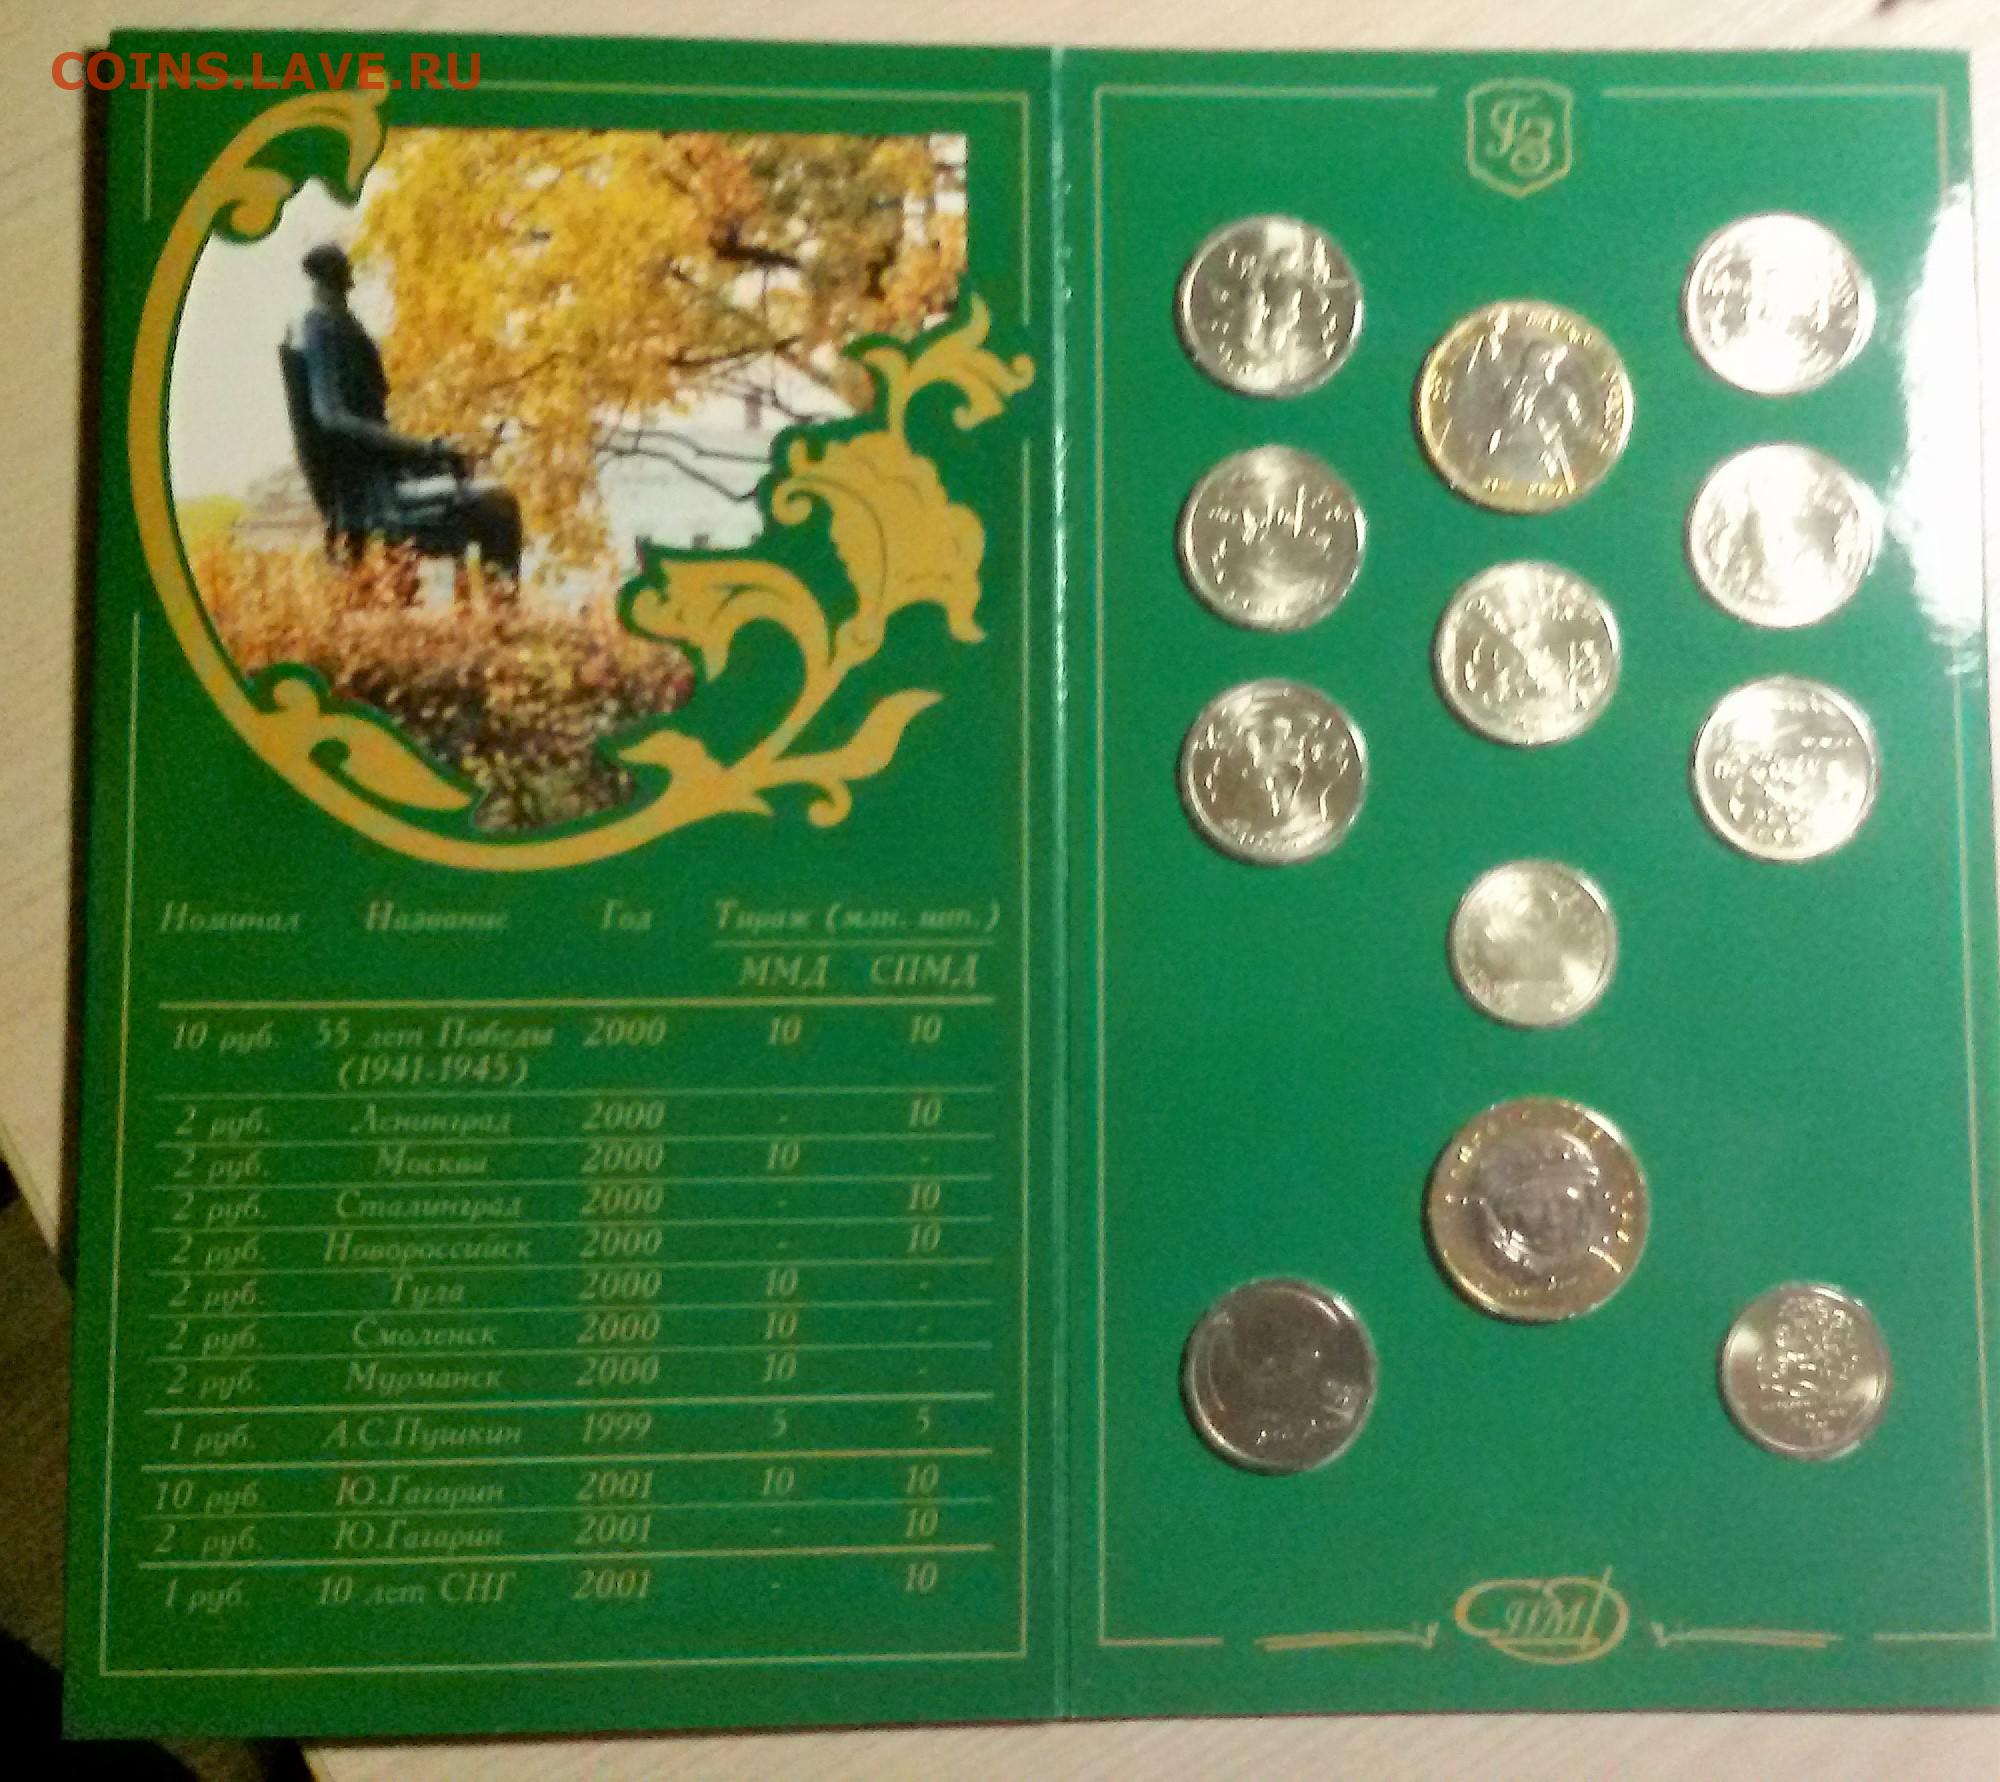 COINS.LAVE.RU
Номинал Название Год Тираж (млн. шт.)
ММД СПМД
10 руб. 55 лет Победы 2000 10 10
(1941-1945)
2 руб. Ленинград 2000 - 10
2 руб. Москва 2000 10 -
2 руб. Сталинград 2000 - 10
2 руб. Новороссийск 2000 - 10
2 руб. Тула 2000 10 -
2 руб. Смоленск 2000 10 -
2 руб. Мурманск 2000 10 -
1 руб. А.С.Пушкин 1999 5 5
10 руб. Ю.Гагарин 2001 10 10
2 руб. Ю.Гагарин 2001 - 10
1 руб. 10 лет СНГ 2001 - 10
ГЗ
СПМД